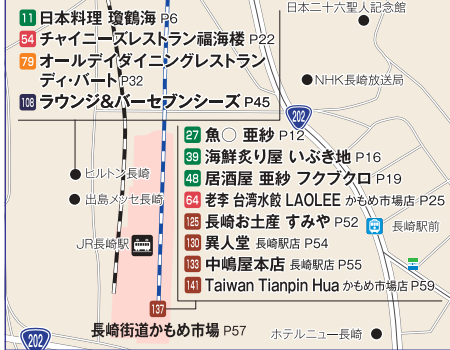 日本二十六聖人記念館
11 日本料理 瓊鶴海 P6
54 チャイニーズレストラン福海楼 P22
79 オールデイダイニングレストラン
ディ・バート P32
108 ラウンジ&バーセブンシーズ P45
NHK長崎放送局
202
27 魚〇 亜紗 P12
39 海鮮炙り屋 いぶき地 P16
48 居酒屋 亜紗 フクブクロ P19
64 老李 台湾水餃 LAOLEE かもめ市場店 P25
125 長崎お土産 すみや P52
130 異人堂 長崎駅店 P54
133 中嶋屋本店 長崎駅店 P55
141 Taiwan Tianpin Hua かもめ市場店 P59
ヒルトン長崎
出島メッセ長崎
JR長崎駅
長崎駅前
137
長崎街道かもめ市場 P57
202
ホテルニュー長崎